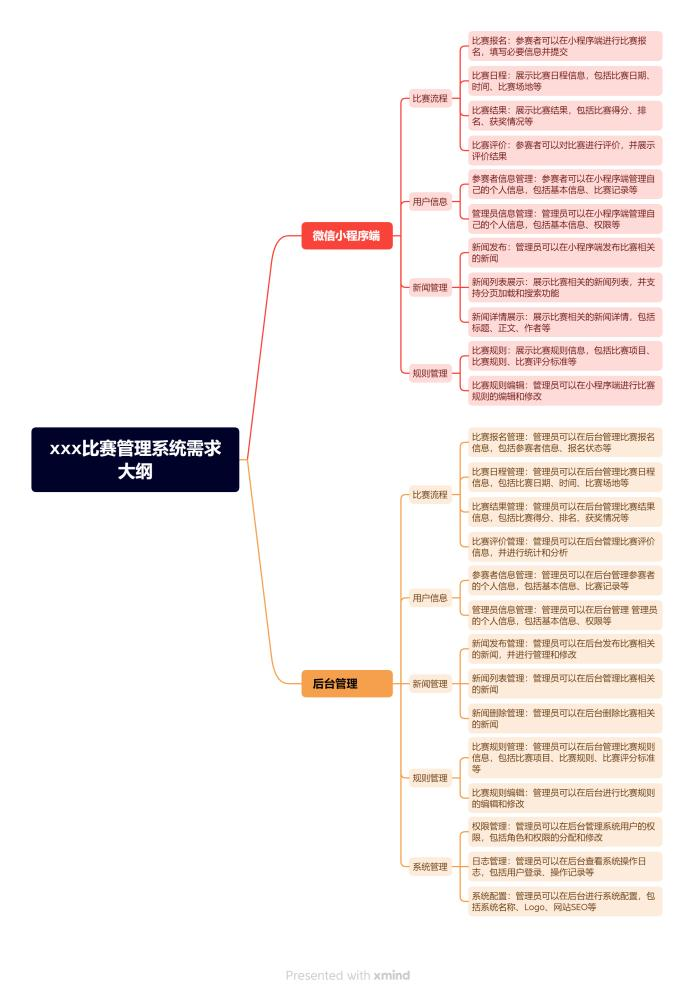 xxx比赛管理系统需求
大纲
微信小程序端
比赛流程
比赛报名：参赛者可以在小程序端进行比赛报
名，填写必要信息并提交
比赛日程：展示比赛日程信息，包括比赛日期、
时间、比赛场地等
比赛结果：展示比赛结果，包括比赛得分、排
名、获奖情况等
比赛评价：参赛者可以对比赛进行评价，并展示
评价结果
用户信息
参赛者信息管理：参赛者可以在小程序端管理自
己的个人信息，包括基本信息、比赛记录等
管理员信息管理：管理员可以在小程序端管理自
己的个人信息，包括基本信息、权限等
新闻管理
新闻发布：管理员可以在小程序端发布比赛相关
的新闻
新闻列表展示：展示比赛相关的新闻列表，并支
持分页加载和搜索功能
新闻详情展示：展示比赛相关的新闻详情，包括
标题、正文、作者等
规则管理
比赛规则：展示比赛规则信息，包括比赛项目、
比赛规则、比赛评分标准等
比赛规则编辑：管理员可以在小程序端进行比赛
规则的编辑和修改
后台管理
比赛流程
比赛报名管理：管理员可以在后台管理比赛报名
信息，包括参赛者信息、报名状态等
比赛日程管理：管理员可以在后台管理比赛日程
信息，包括比赛日期、时间、比赛场地等
比赛结果管理：管理员可以在后台管理比赛结果
信息，包括比赛得分、排名、获奖情况等
比赛评价管理：管理员可以在后台管理比赛评价
信息，并进行统计和分析
用户信息
参赛者信息管理：管理员可以在后台管理参赛者
的个人信息，包括基本信息、比赛记录等
管理员信息管理：管理员可以在后台管理 管理员
的个人信息，包括基本信息、权限等
新闻管理
新闻发布管理：管理员可以在后台发布比赛相关
的新闻，并进行管理和修改
新闻列表管理：管理员可以在后台管理比赛相关
的新闻
新闻删除管理：管理员可以在后台删除比赛相关
的新闻
规则管理
比赛规则管理：管理员可以在后台管理比赛规则
信息，包括比赛项目、比赛规则、比赛评分标准
等
比赛规则编辑：管理员可以在后台进行比赛规则
的编辑和修改
系统管理
权限管理：管理员可以在后台管理系统用户的权
限，包括角色和权限的分配和修改
日志管理：管理员可以在后台查看系统操作日
志，包括用户登录、操作记录等
系统配置：管理员可以在后台进行系统配置，包
括系统名称、Logo、网站SEO等
Presented with xmind